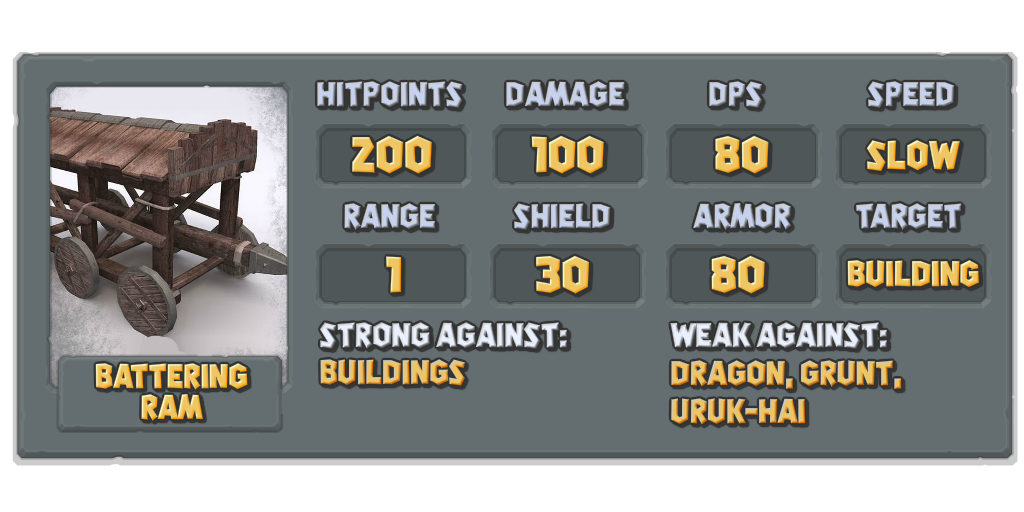 HITPOINTS DAMAGE DPS SPEED
200 100 80 SLOW
RANGE SHIELD ARMOR TARGET
1 30 80 BUILDING
STRONG AGAINST:
BUILDINGS
WEAK AGAINST:
DRAGON, GRUNT,
URUK-HAI
BATTERING
RAM